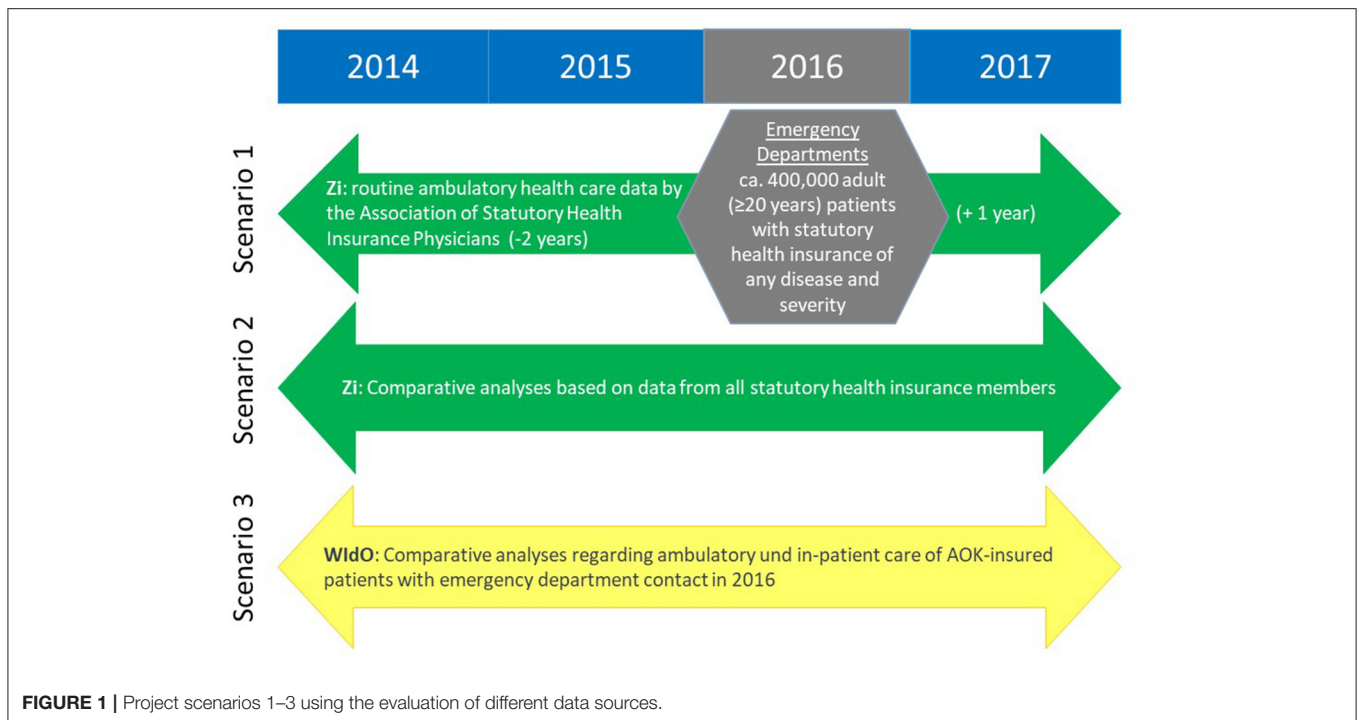 2014
2015
2016
2017
Scenario 1
Zi: routine ambulatory health care data by
the Association of Statutory Health
Insurance Physicians (-2 years)
Emergency
Departments
ca. 400,000 adult
(≥20 years) patients
with statutory
health insurance of
any disease and
severity
(+ 1 year)
Scenario 2
Zi: Comparative analyses based on data from all statutory health insurance members
Scenario 3
WIdO: Comparative analyses regarding ambulatory und in-patient care of AOK-insured
patients with emergency department contact in 2016
FIGURE 1 | Project scenarios 1–3 using the evaluation of different data sources.